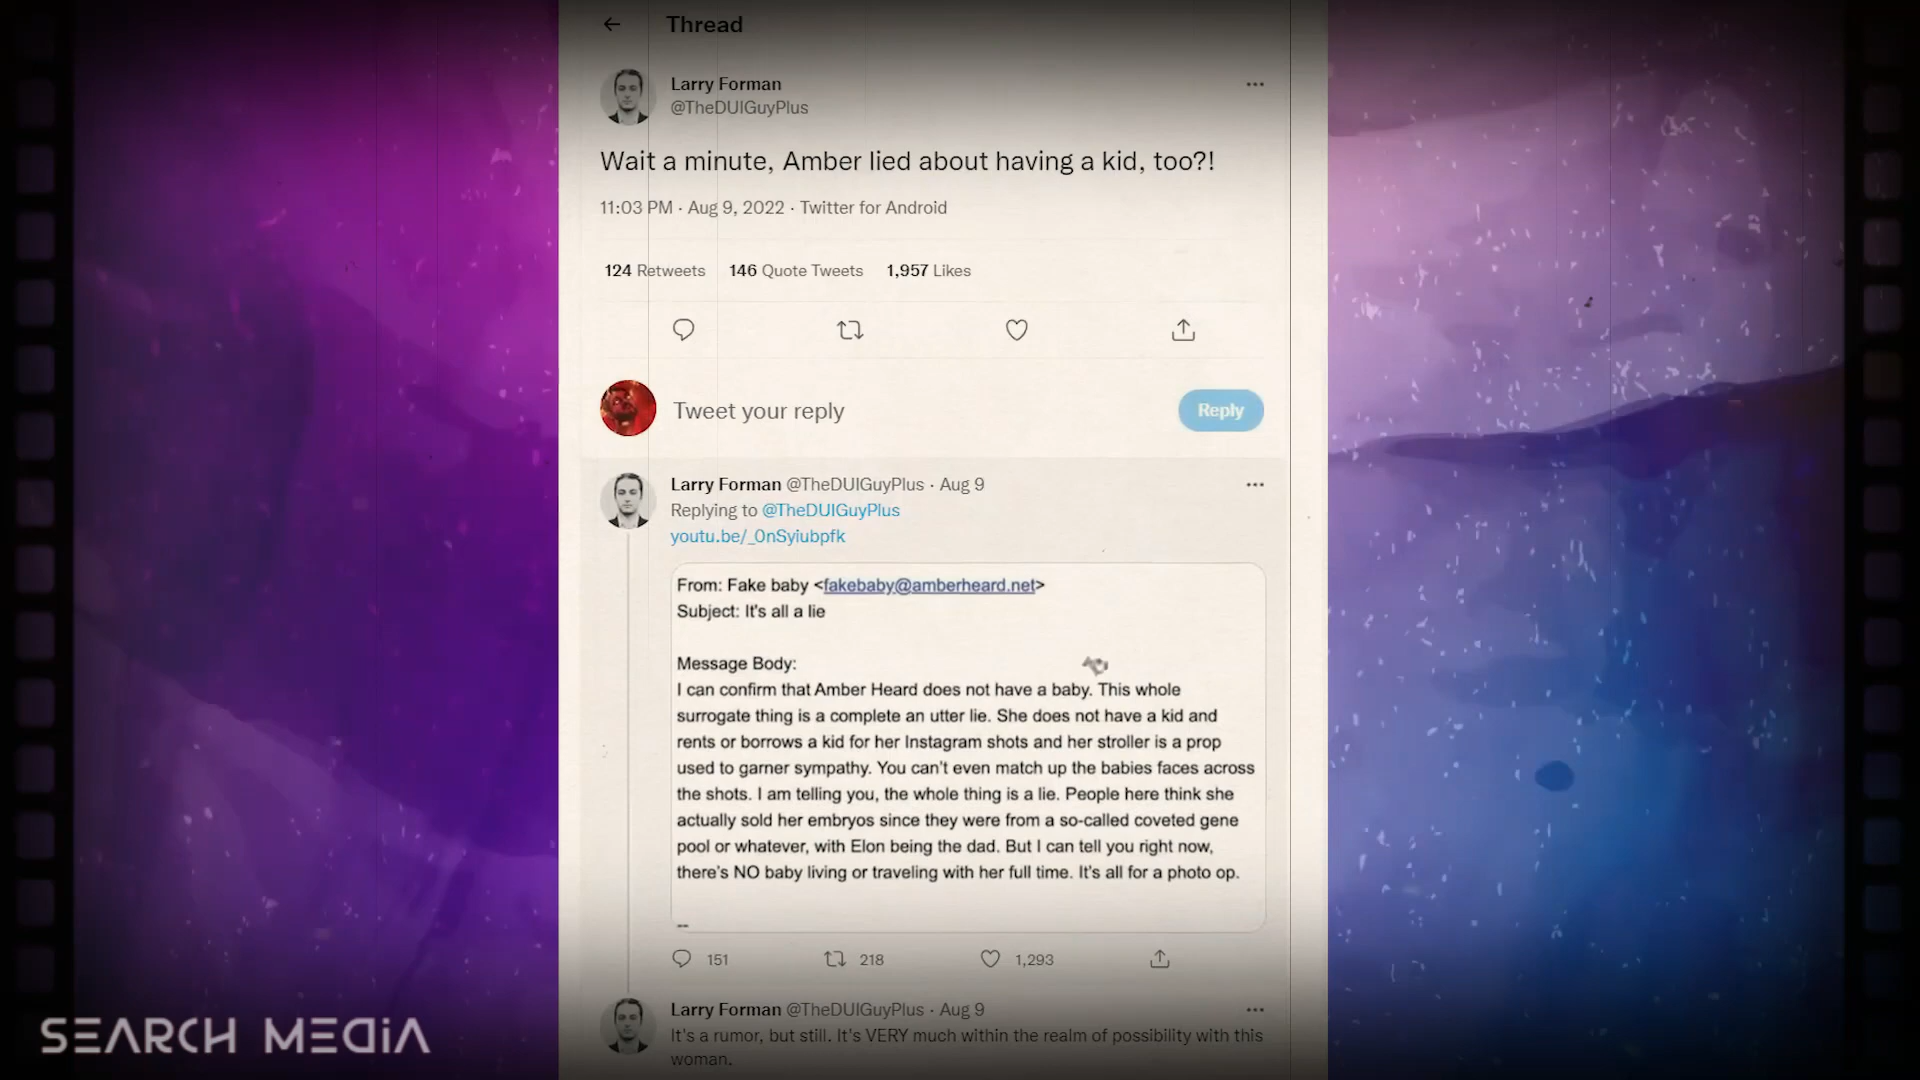 Thread
Larry Forman
@TheDUIGuyPlus
Wait a minute, Amber lied about having a kid, too?!
11:03 PM · Aug 9, 2022 · Twitter for Android
124 Retweets 146 Quote Tweets 1,957 Likes
Tweet your reply
Reply
Larry Forman @TheDUIGuyPlus · Aug 9
Replying to @TheDUIGuyPlus
youtu.be/_0nSyiubpfk
From: Fake baby <fakebaby@amberheard.net>
Subject: It's all a lie
Message Body:
I can confirm that Amber Heard does not have a baby. This whole
surrogate thing is a complete an utter lie. She does not have a kid and
rents or borrows a kid for her Instagram shots and her stroller is a prop
used to garner sympathy. You can't even match up the babies faces across
the shots. I am telling you, the whole thing is a lie. People here think she
actually sold her embryos since they were from a so-called coveted gene
pool or whatever, with Elon being the dad. But I can tell you right now,
there's NO baby living or traveling with her full time. It's all for a photo op.
--
151 218 1,293
Larry Forman @TheDUIGuyPlus · Aug 9
It's a rumor, but still. It's VERY much within the realm of possibility with this
woman.
SEARCH MEDiA